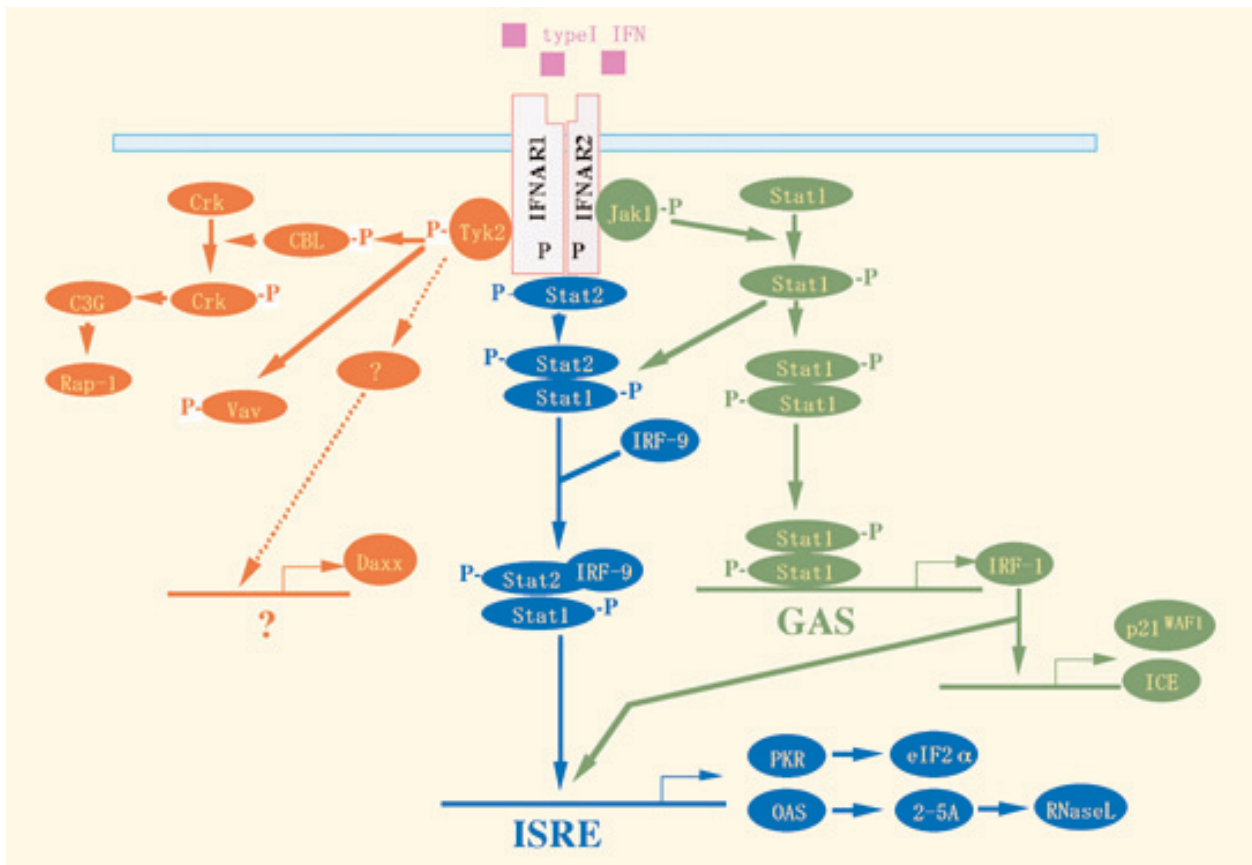 typeI IFN
IFNAR1
IFNAR2
P
P
Crk
CBL
-P
P-
Tyk2
Jak1
-P
Stat1
C3G
Crk
-P
P-
Stat2
Stat1
-P
Rap-1
P-
Vav
?
P-
Stat2
Stat1
-P
Stat1
-P
P-
Stat1
IRF-9
Daxx
?
P-
Stat2
IRF-9
Stat1
-P
Stat1
-P
P-
Stat1
IRF-1
GAS
p21 WAF1
ICE
PKR
eIF2α
OAS
2-5A
RNaseL
ISRE